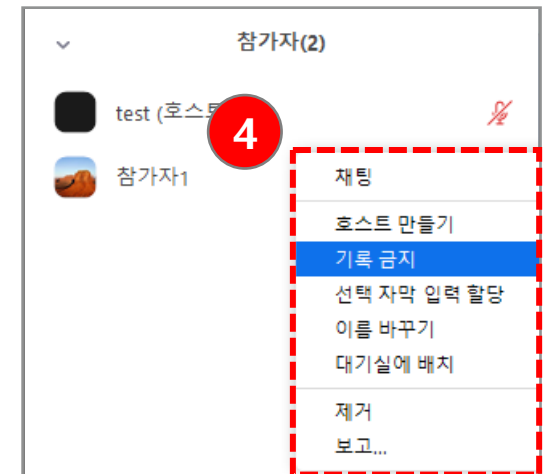 참가자(2)
test (호스트
4
참가자1
채팅
호스트 만들기
기록 금지
선택 자막 입력 할당
이름 바꾸기
대기실에 배치
제거
보고...